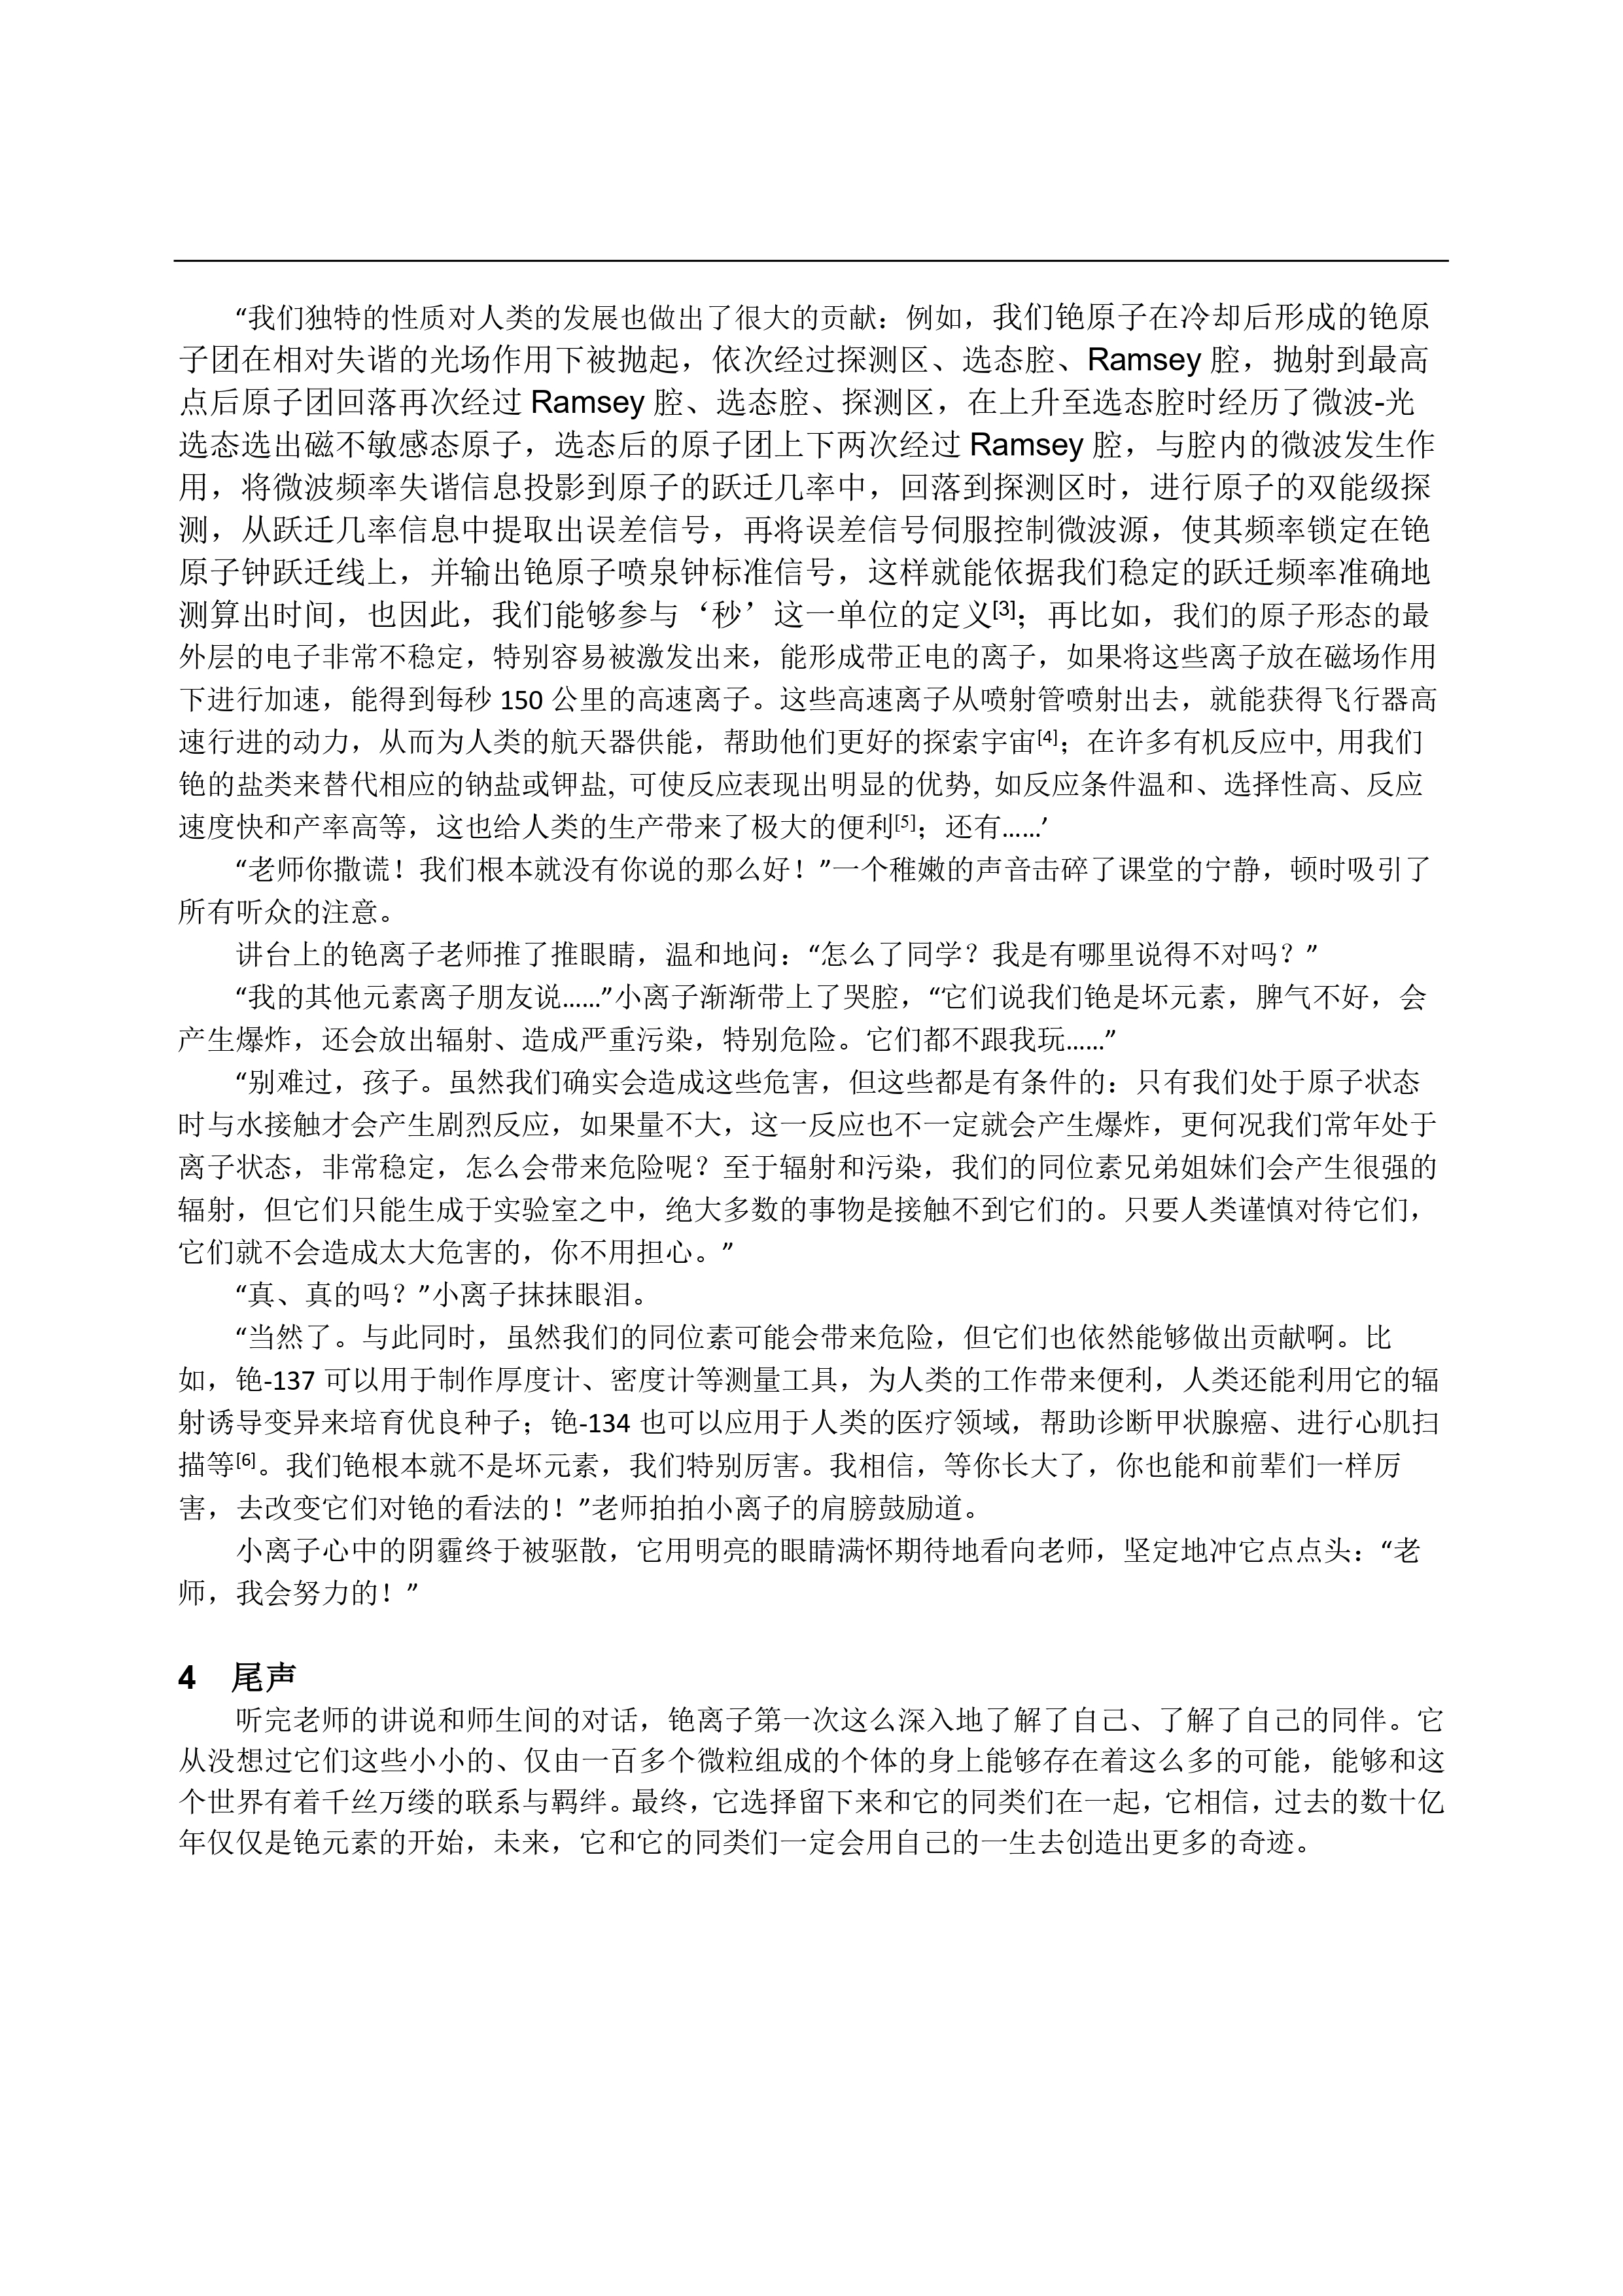 “我们独特的性质对人类的发展也做出了很大的贡献：例如，我们铯原子在冷却后形成的铯原
子团在相对失谐的光场作用下被抛起，依次经过探测区、选态腔、Ramsey 腔，抛射到最高
点后原子团回落再次经过 Ramsey 腔、选态腔、探测区，在上升至选态腔时经历了微波-光
选态选出磁不敏感态原子，选态后的原子团上下两次经过 Ramsey 腔，与腔内的微波发生作
用，将微波频率失谐信息投影到原子的跃迁几率中，回落到探测区时，进行原子的双能级探
测，从跃迁几率信息中提取出误差信号，再将误差信号伺服控制微波源，使其频率锁定在铯
原子钟跃迁线上，并输出铯原子喷泉钟标准信号，这样就能依据我们稳定的跃迁频率准确地
测算出时间，也因此，我们能够参与‘秒’这一单位的定义[3]；再比如，我们的原子形态的最
外层的电子非常不稳定，特别容易被激发出来，能形成带正电的离子，如果将这些离子放在磁场作用
下进行加速，能得到每秒 150 公里的高速离子。这些高速离子从喷射管喷射出去，就能获得飞行器高
速行进的动力，从而为人类的航天器供能，帮助他们更好的探索宇宙[4]；在许多有机反应中, 用我们
铯的盐类来替代相应的钠盐或钾盐, 可使反应表现出明显的优势, 如反应条件温和、选择性高、反应
速度快和产率高等，这也给人类的生产带来了极大的便利[5]；还有……’
“老师你撒谎！我们根本就没有你说的那么好！”一个稚嫩的声音击碎了课堂的宁静，顿时吸引了
所有听众的注意。
讲台上的铯离子老师推了推眼睛，温和地问：“怎么了同学？我是有哪里说得不对吗？”
“我的其他元素离子朋友说……”小离子渐渐带上了哭腔，“它们说我们铯是坏元素，脾气不好，会
产生爆炸，还会放出辐射、造成严重污染，特别危险。它们都不跟我玩……”
“别难过，孩子。虽然我们确实会造成这些危害，但这些都是有条件的：只有我们处于原子状态
时与水接触才会产生剧烈反应，如果量不大，这一反应也不一定就会产生爆炸，更何况我们常年处于
离子状态，非常稳定，怎么会带来危险呢？至于辐射和污染，我们的同位素兄弟姐妹们会产生很强的
辐射，但它们只能生成于实验室之中，绝大多数的事物是接触不到它们的。只要人类谨慎对待它们，
它们就不会造成太大危害的，你不用担心。”
“真、真的吗？”小离子抹抹眼泪。
“当然了。与此同时，虽然我们的同位素可能会带来危险，但它们也依然能够做出贡献啊。比
如，铯-137 可以用于制作厚度计、密度计等测量工具，为人类的工作带来便利，人类还能利用它的辐
射诱导变异来培育优良种子；铯-134 也可以应用于人类的医疗领域，帮助诊断甲状腺癌、进行心肌扫
描等[6]。我们铯根本就不是坏元素，我们特别厉害。我相信，等你长大了，你也能和前辈们一样厉
害，去改变它们对铯的看法的！”老师拍拍小离子的肩膀鼓励道。
小离子心中的阴霾终于被驱散，它用明亮的眼睛满怀期待地看向老师，坚定地冲它点点头：“老
师，我会努力的！”
4 尾声
听完老师的讲说和师生间的对话，铯离子第一次这么深入地了解了自己、了解了自己的同伴。它
从没想过它们这些小小的、仅由一百多个微粒组成的个体的身上能够存在着这么多的可能，能够和这
个世界有着千丝万缕的联系与羁绊。最终，它选择留下来和它的同类们在一起，它相信，过去的数十亿
年仅仅是铯元素的开始，未来，它和它的同类们一定会用自己的一生去创造出更多的奇迹。